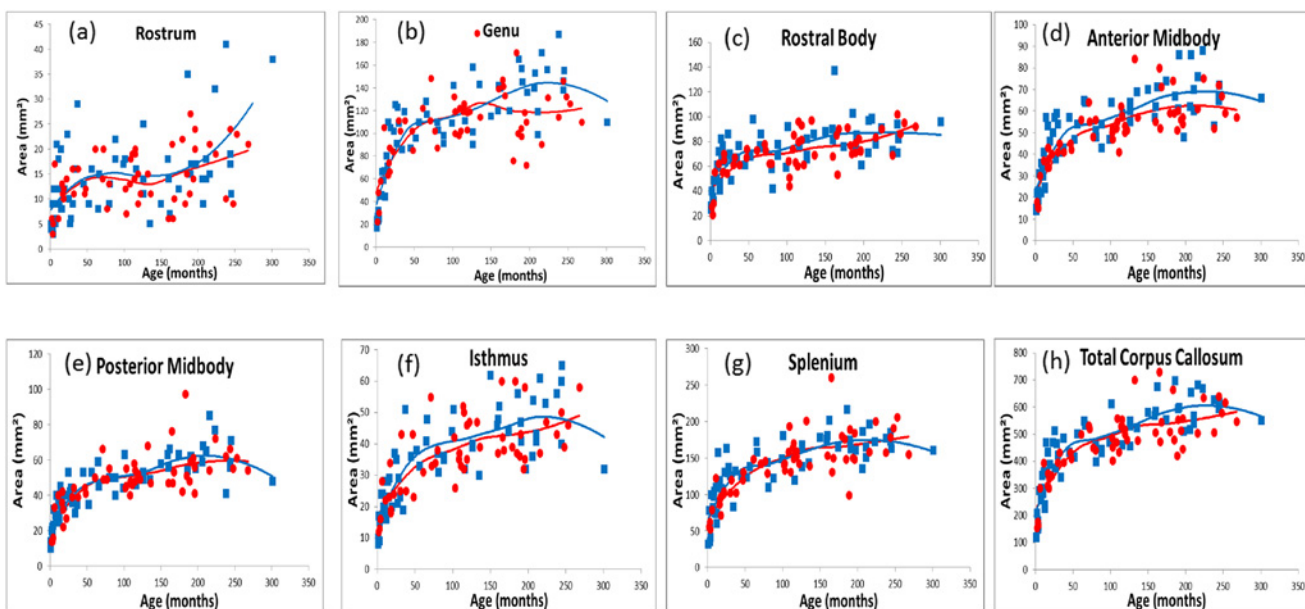 (a) Rostrum
Area (mm²)
45
40
35
30
25
20
15
10
5
0
0 50 100 150 200 250 300 350
Age (months)
(b) Genu
Area (mm²)
200
180
160
140
120
100
80
60
40
20
0
0 50 100 150 200 250 300 350
Age (months)
(c) Rostral Body
Area (mm²)
160
140
120
100
80
60
40
20
0
0 50 100 150 200 250 300 350
Age (months)
(d) Anterior Midbody
Area (mm²)
100
90
80
70
60
50
40
30
20
10
0
0 50 100 150 200 250 300 350
Age (months)
(e) Posterior Midbody
Area (mm²)
120
100
80
60
40
20
0
0 50 100 150 200 250 300 350
Age (months)
(f) Isthmus
Area (mm²)
70
60
50
40
30
20
10
0
0 50 100 150 200 250 300 350
Age (months)
(g) Splenium
Area (mm²)
300
250
200
150
100
50
0
0 50 100 150 200 250 300 350
Age (months)
(h) Total Corpus Callosum
Area (mm²)
800
700
600
500
400
300
200
100
0
0 50 100 150 200 250 300 350
Age (months)